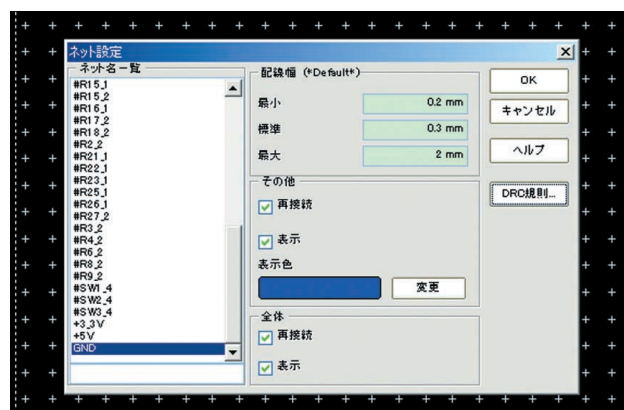 ネット設定
ネット名一覧
#R15_1
#R15_2
#R16_1
#R17_2
#R18_2
#R2_2
#R21_1
#R22_1
#R23_1
#R25_1
#R26_1
#R27_2
#R3_2
#R4_2
#R6_2
#R8_2
#R9_2
#SW1_4
#SW2_4
#SW3_4
+3_3V
+5V
GND
配線幅 (*Default*)
最小 0.2 mm
標準 0.3 mm
最大 2 mm
その他
再接続
表示
表示色
変更
全体
再接続
表示
OK
キャンセル
ヘルプ
DRC規則...